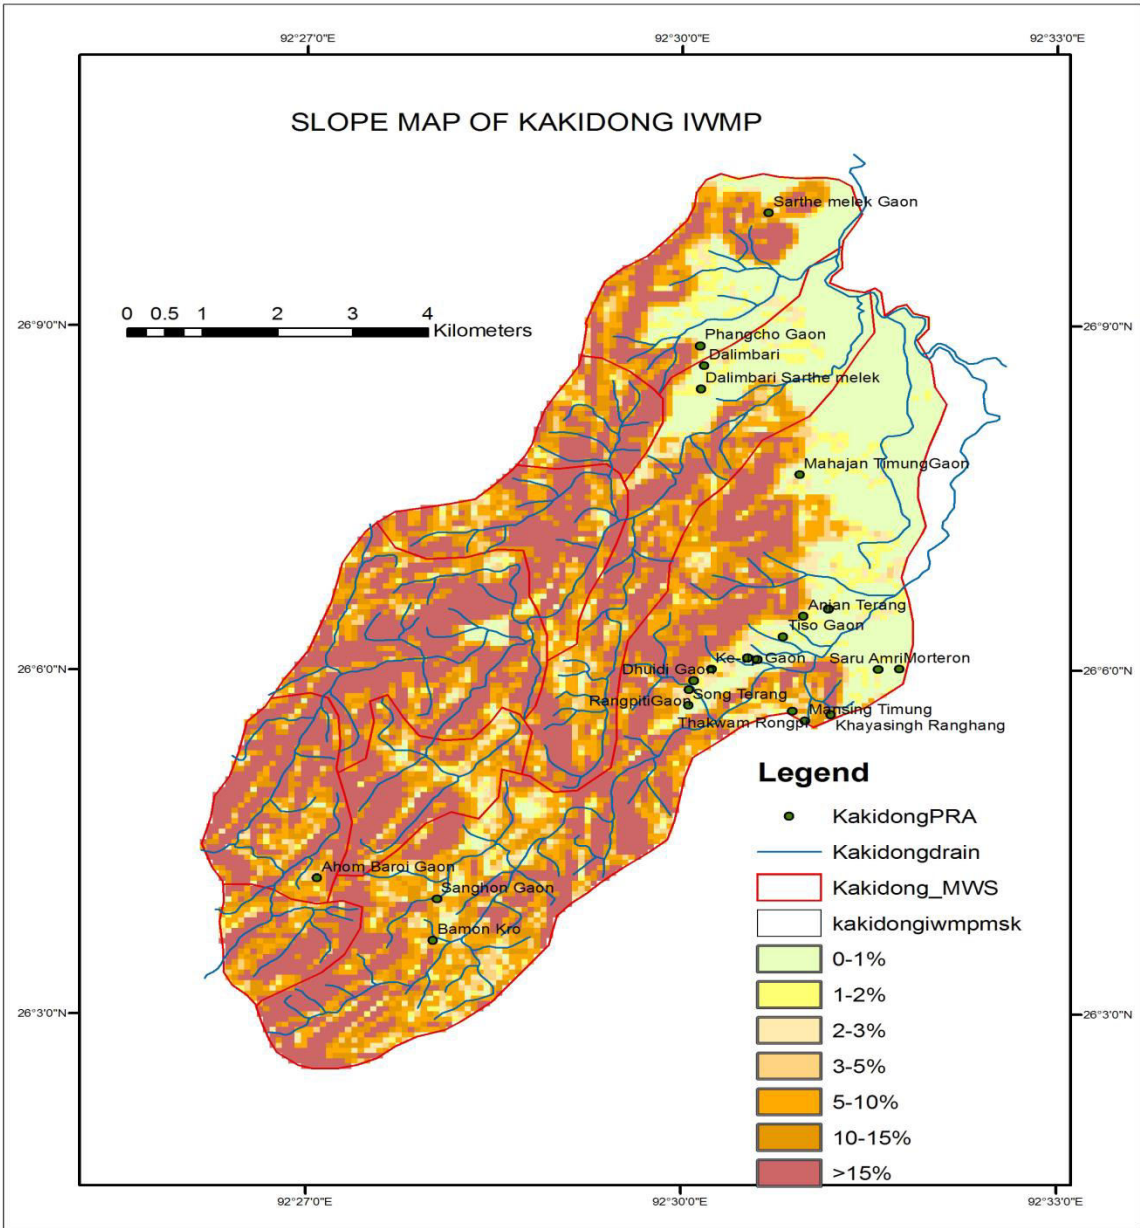 92°27'0"E 92°30'0"E 92°33'0"E
SLOPE MAP OF KAKIDONG IWMP
Sarthe melek Gaon
0 0.5 1 2 3 4
Kilometers
26°9'0"N 26°9'0"N
Phangcho Gaon
Dalimbari
Dalimbari Sarthe melek
Mahajan TimungGaon
Anjan Terang
Tiso Gaon
Ke- Gaon
Saru Amri Morteron
26°6'0"N 26°6'0"N
Dhuidi Gaon
Song Terang
RangpitiGaon
Mansing Timung
Thakwam Rongpi
Khayasingh Ranghang
Legend
KakidongPRA
Kakidongdrain
Ahom Baroi Gaon
Kakidong_MWS
Sanghon Gaon
kakidongiwmpmsk
Bamon Kro
0-1%
1-2%
26°3'0"N 26°3'0"N
2-3%
3-5%
5-10%
10-15%
>15%
92°27'0"E 92°30'0"E 92°33'0"E